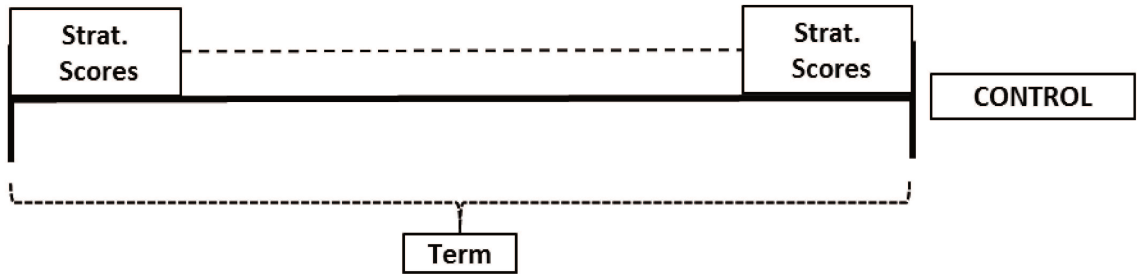 Strat.
Scores
Strat.
Scores
CONTROL
Term